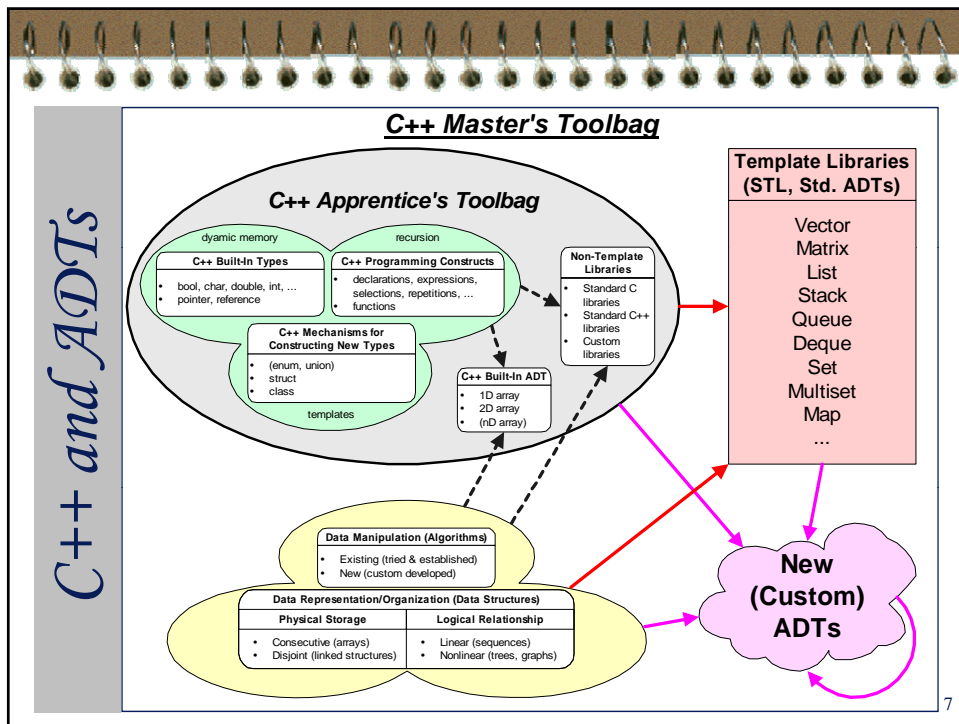 C++ and ADTs
C++ Master's Toolbag
C++ Apprentice's Toolbag
dyamic memory
recursion
C++ Built-In Types
• bool, char, double, int, ...
• pointer, reference
C++ Programming Constructs
• declarations, expressions,
selections, repetitions, ...
• functions
C++ Mechanisms for
Constructing New Types
• (enum, union)
• struct
• class
templates
Non-Template
Libraries
• Standard C
libraries
• Standard C++
libraries
• Custom
libraries
C++ Built-In ADT
• 1D array
• 2D array
• (nD array)
Template Libraries
(STL, Std. ADTs)
Vector
Matrix
List
Stack
Queue
Deque
Set
Multiset
Map
...
Data Manipulation (Algorithms)
• Existing (tried & established)
• New (custom developed)
Data Representation/Organization (Data Structures)
Physical Storage
• Consecutive (arrays)
• Disjoint (linked structures)
Logical Relationship
• Linear (sequences)
• Nonlinear (trees, graphs)
New
(Custom)
ADTs
7